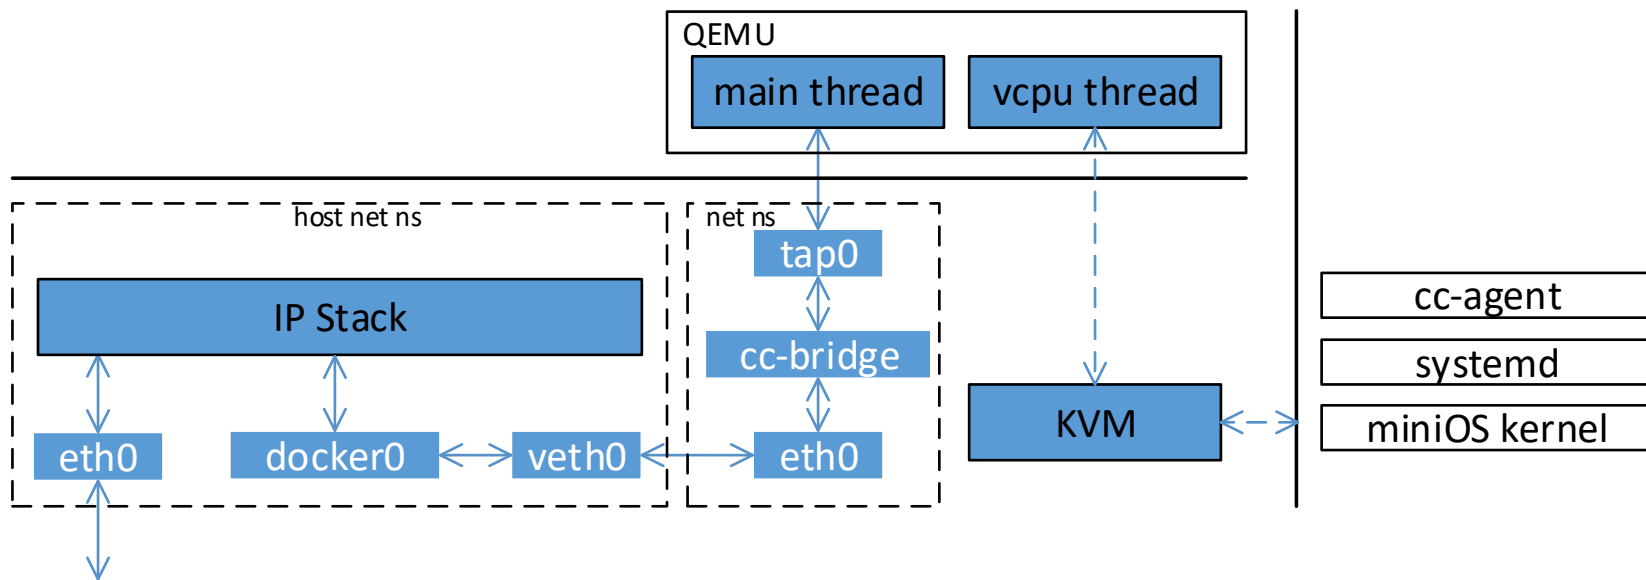 QEMU
main thread
vcpu thread
host net ns
net ns
tap0
IP Stack
cc-bridge
eth0
docker0
veth0
eth0
KVM
cc-agent
systemd
miniOS kernel